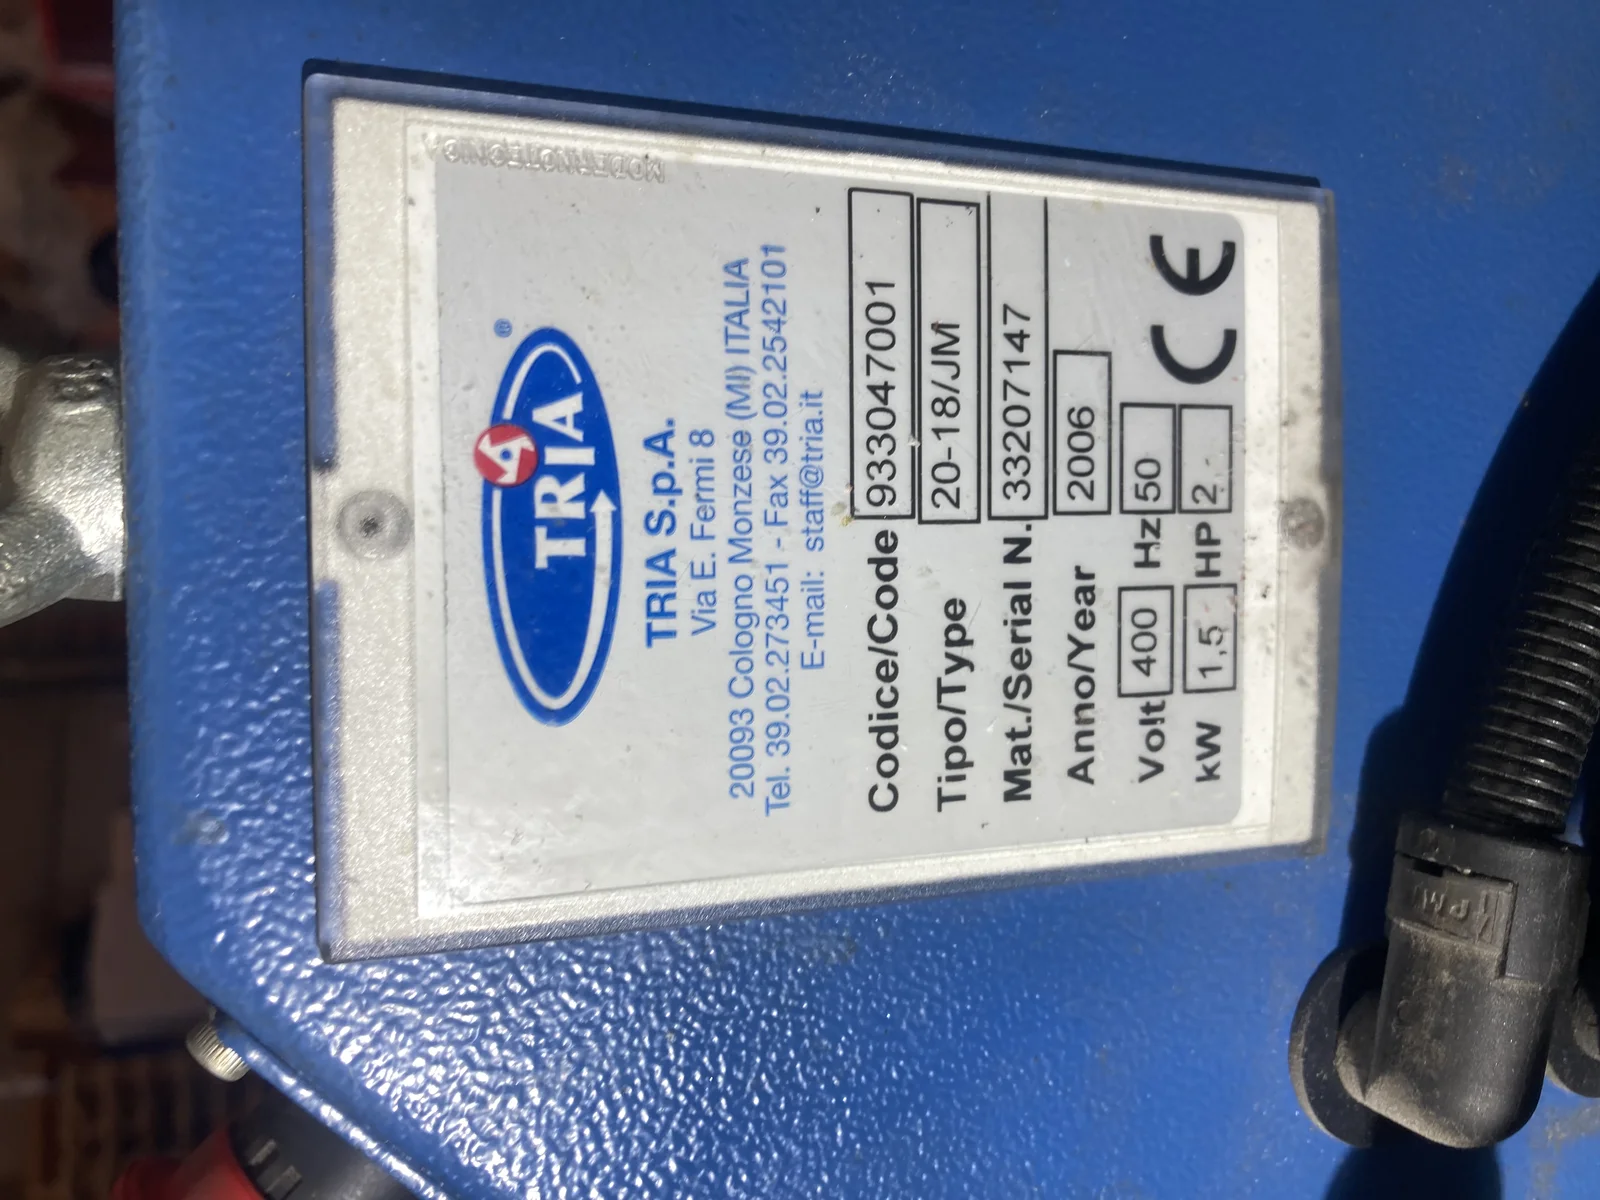 MODERNOTECNICA
TRIA ®
TRIA S.p.A.
Via E. Fermi 8
20093 Cologno Monzese (MI) ITALIA
Tel. 39.02.273451 - Fax 39.02.2542101
E-mail: staff@tria.it
Codice/Code 933047001
Tipo/Type 20-18/JM
Mat./Serial N. 33207147
Anno/Year 2006
Volt 400 Hz 50
kW 1,5 HP 2
CE